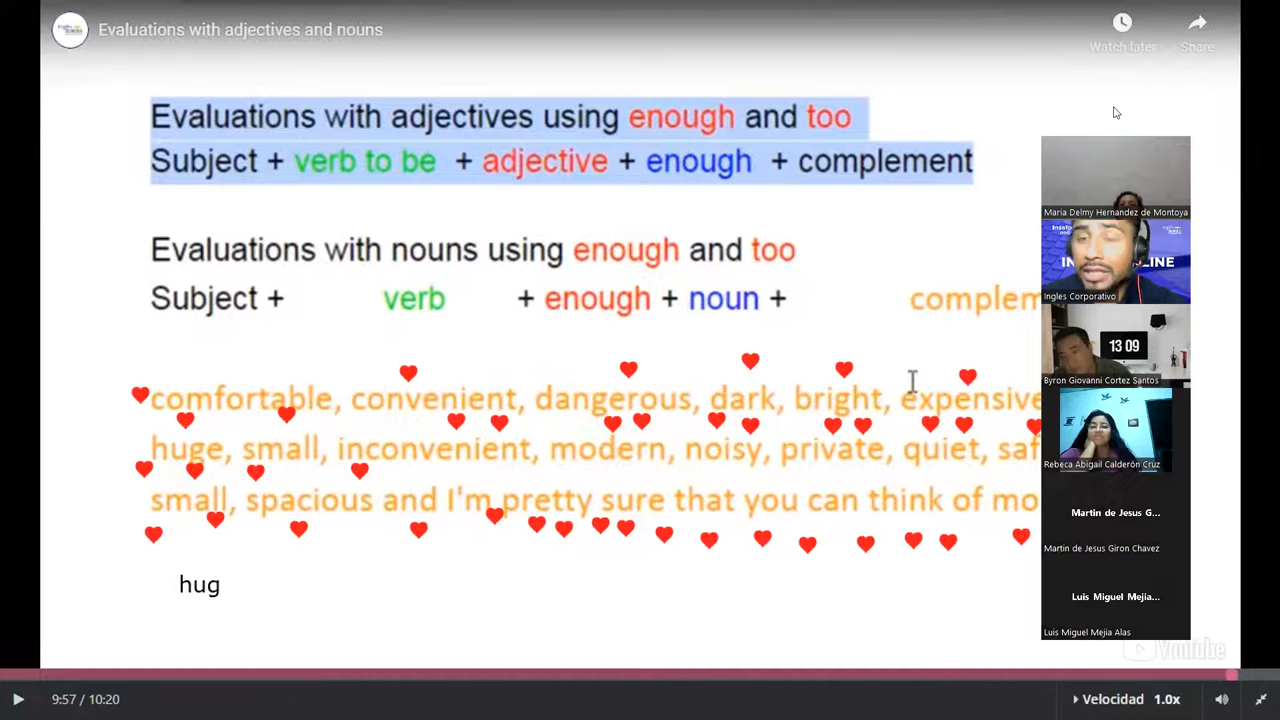 Evaluations with adjectives and nouns
Watch later
Share
Evaluations with adjectives using enough and too
Subject + verb to be + adjective + enough + complement
Evaluations with nouns using enough and too
Subject + verb + enough + noun + complem
comfortable, convenient, dangerous, dark, bright, expensive
huge, small, inconvenient, modern, noisy, private, quiet, saf
small, spacious and I'm pretty sure that you can think of mo
hug
Maria Delmy Hernandez de Montoya
Ingles Corporativo
13 09
Byron Giovanni Cortez Santos
Rebeca Abigail Calderón Cruz
Martin de Jesus G...
Martin de Jesus Giron Chavez
Luis Miguel Mejia...
Luis Miguel Mejia Alas
YouTube
9:57 / 10:20
Velocidad 1.0x